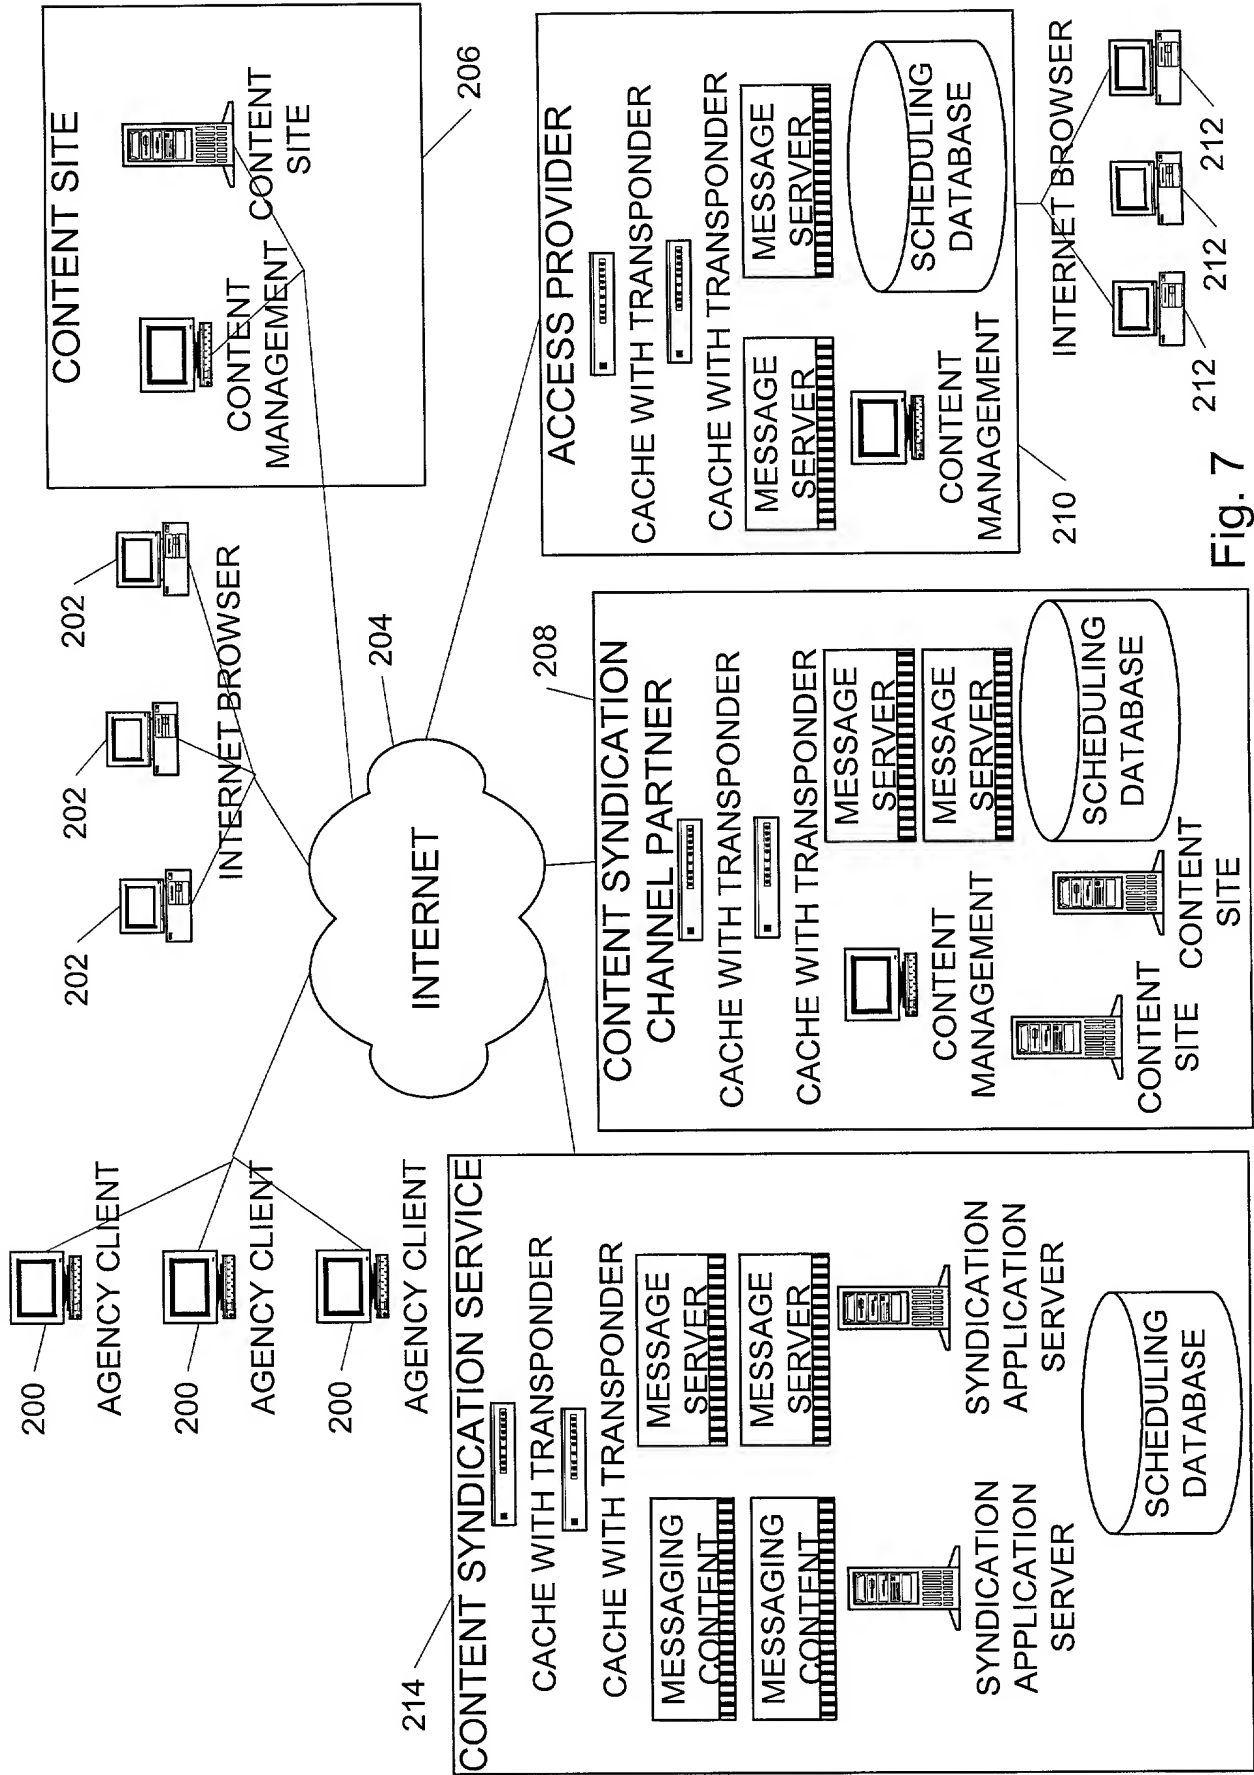 200
AGENCY CLIENT
200
AGENCY CLIENT
200
AGENCY CLIENT
202
202
202
INTERNET BROWSER
CONTENT SITE
CONTENT
MANAGEMENT
CONTENT
SITE
206
INTERNET
204
214
CONTENT SYNDICATION SERVICE
CACHE WITH TRANSPONDER
CACHE WITH TRANSPONDER
MESSAGING
CONTENT
MESSAGING
CONTENT
MESSAGE
SERVER
MESSAGE
SERVER
SYNDICATION
APPLICATION
SERVER
SYNDICATION
APPLICATION
SERVER
SCHEDULING
DATABASE
208
CONTENT SYNDICATION
CHANNEL PARTNER
CACHE WITH TRANSPONDER
CACHE WITH TRANSPONDER
CONTENT
MANAGEMENT
MESSAGE
SERVER
MESSAGE
SERVER
CONTENT
SITE
CONTENT
SITE
SCHEDULING
DATABASE
ACCESS PROVIDER
CACHE WITH TRANSPONDER
CACHE WITH TRANSPONDER
MESSAGE
SERVER
MESSAGE
SERVER
CONTENT
MANAGEMENT
SCHEDULING
DATABASE
210
INTERNET BROWSER
212
212
212
Fig. 7